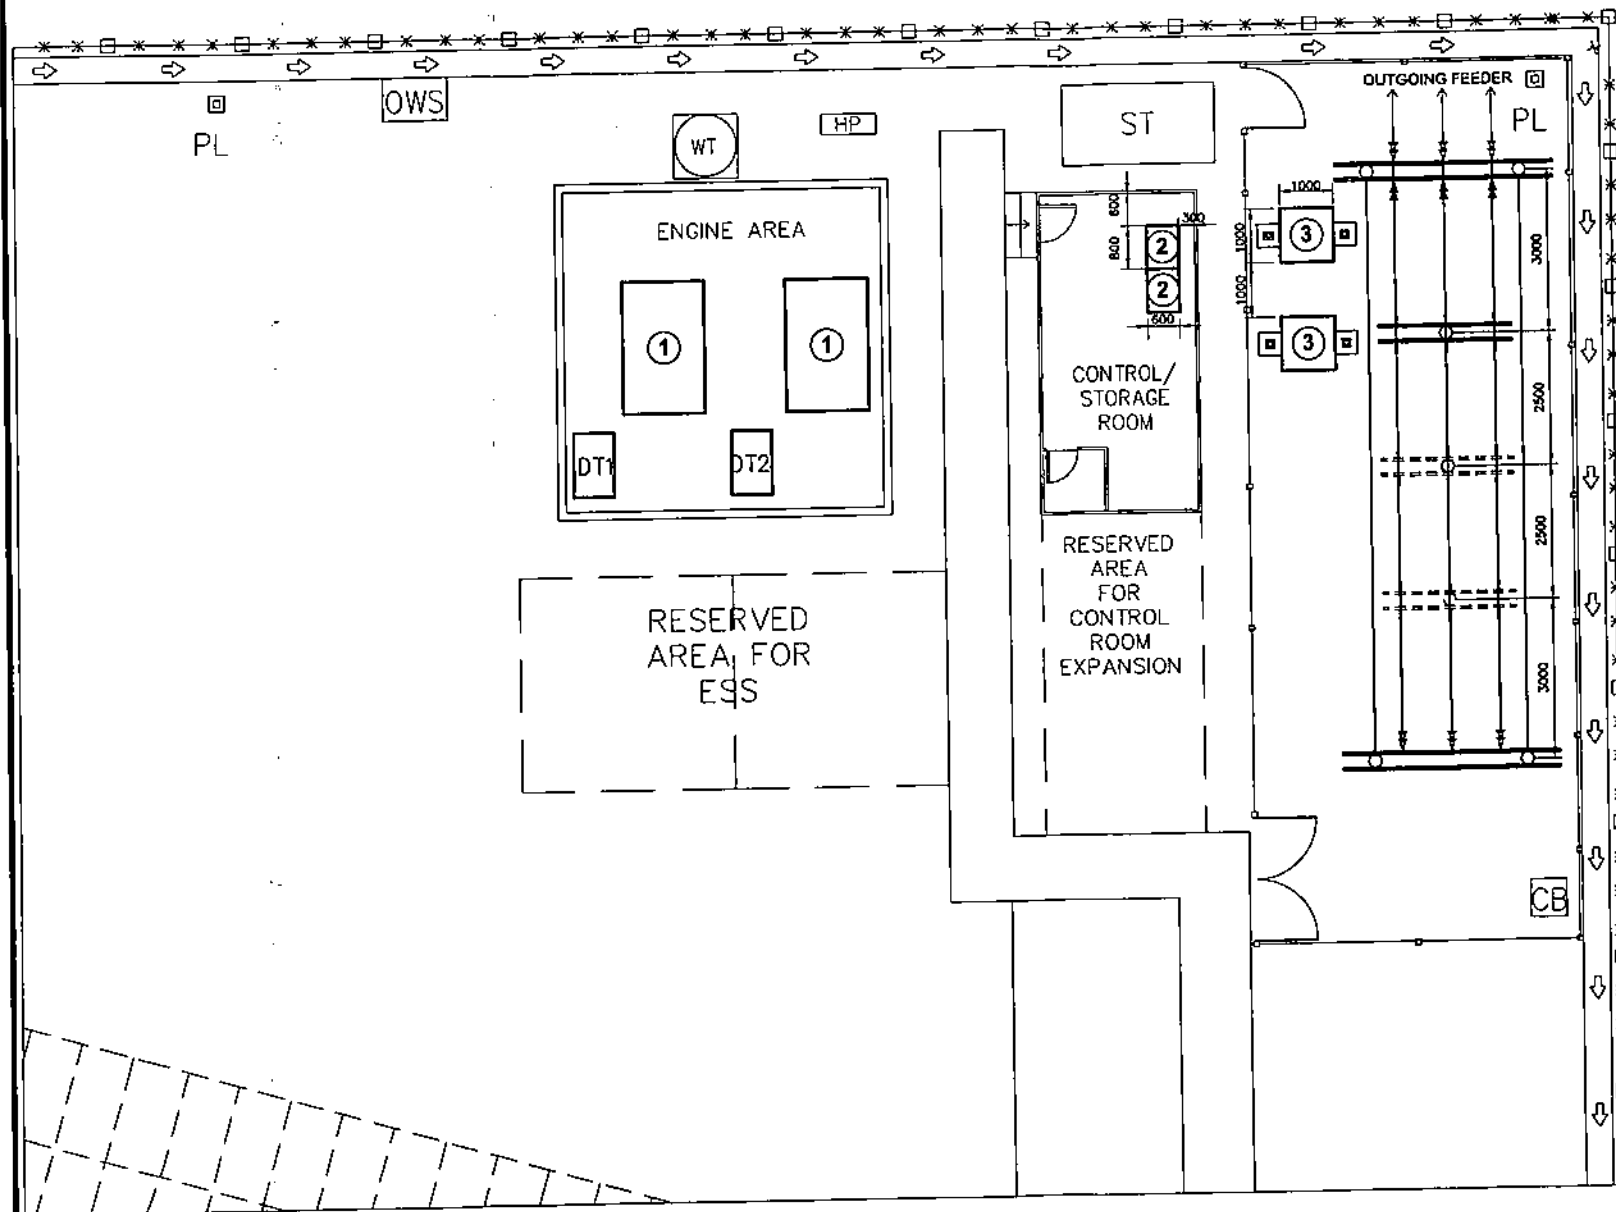 OUTGOING FEEDER
PL
OWS
PL
WT
HP
ST
ENGINE AREA
1
1
DT1
DT2
600
800
300
2
2
600
CONTROL/
STORAGE
ROOM
1000
1000
1000
3
3
3000
2500
2500
3000
RESERVED
AREA
FOR
CONTROL
ROOM
EXPANSION
RESERVED
AREA FOR
ESS
CB